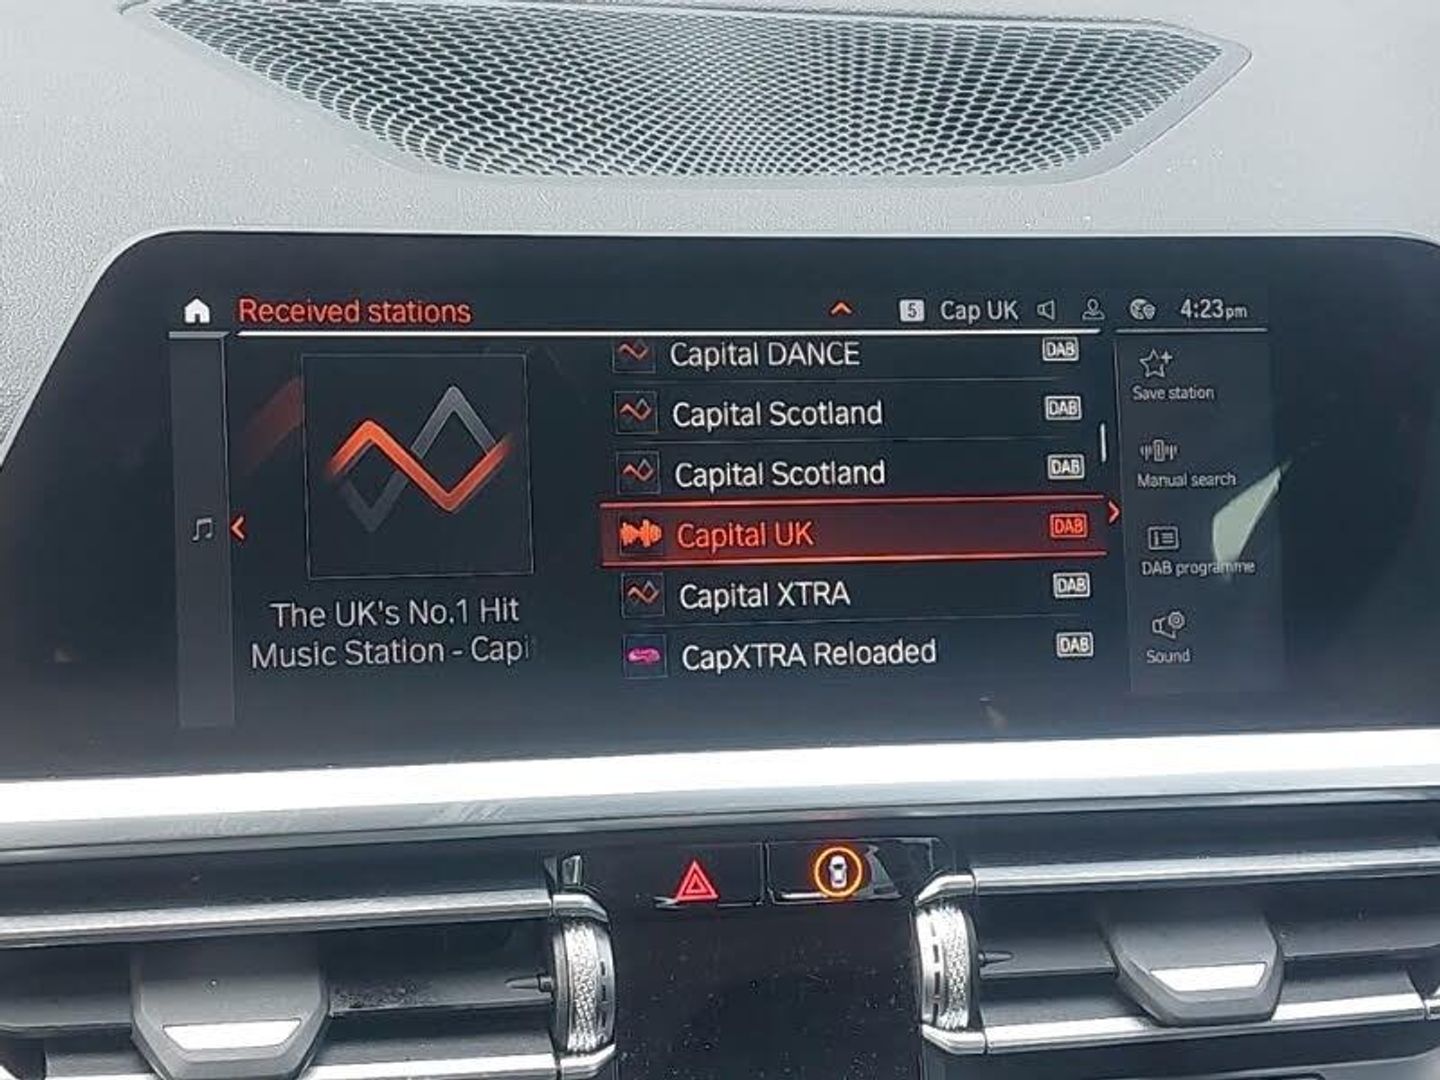 Received stations
5 Cap UK 4:23pm
Capital DANCE DAB
Capital Scotland DAB
Capital Scotland DAB
Capital UK DAB
Capital XTRA DAB
CapXTRA Reloaded DAB
The UK's No.1 Hit
Music Station - Capi
Save station
Manual search
DAB programme
Sound